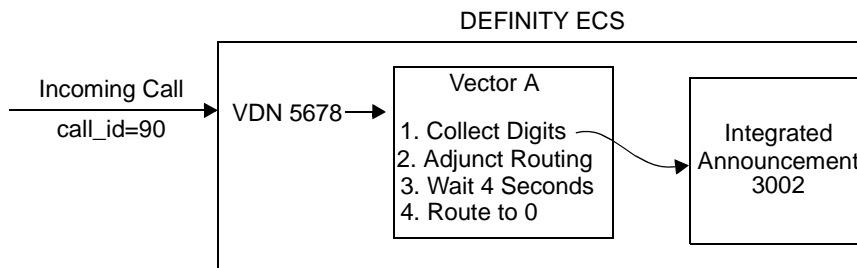 DEFINITY ECS
Incoming Call
call_id=90
VDN 5678
Vector A
1. Collect Digits
2. Adjunct Routing
3. Wait 4 Seconds
4. Route to 0
Integrated
Announcement
3002